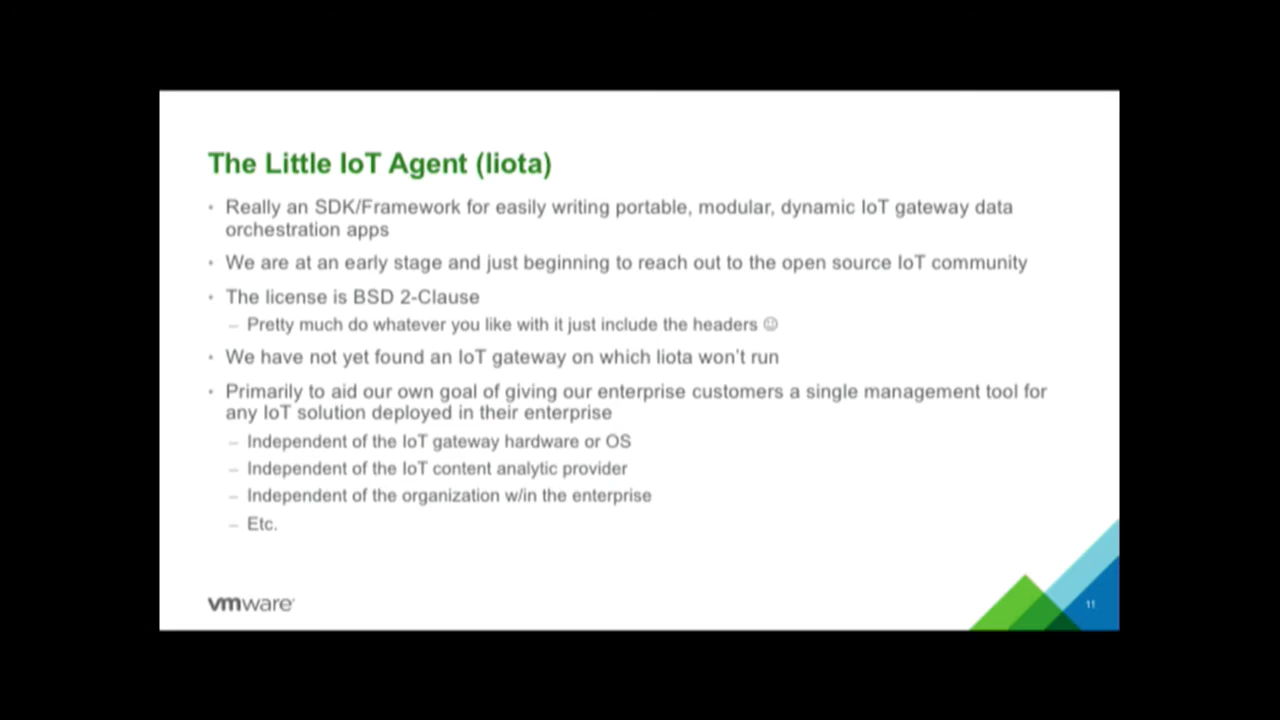 The Little IoT Agent (liota)
• Really an SDK/Framework for easily writing portable, modular, dynamic IoT gateway data
orchestration apps
• We are at an early stage and just beginning to reach out to the open source IoT community
• The license is BSD 2-Clause
– Pretty much do whatever you like with it just include the headers ☺
• We have not yet found an IoT gateway on which liota won't run
• Primarily to aid our own goal of giving our enterprise customers a single management tool for
any IoT solution deployed in their enterprise
– Independent of the IoT gateway hardware or OS
– Independent of the IoT content analytic provider
– Independent of the organization w/in the enterprise
– Etc.
vmware
11